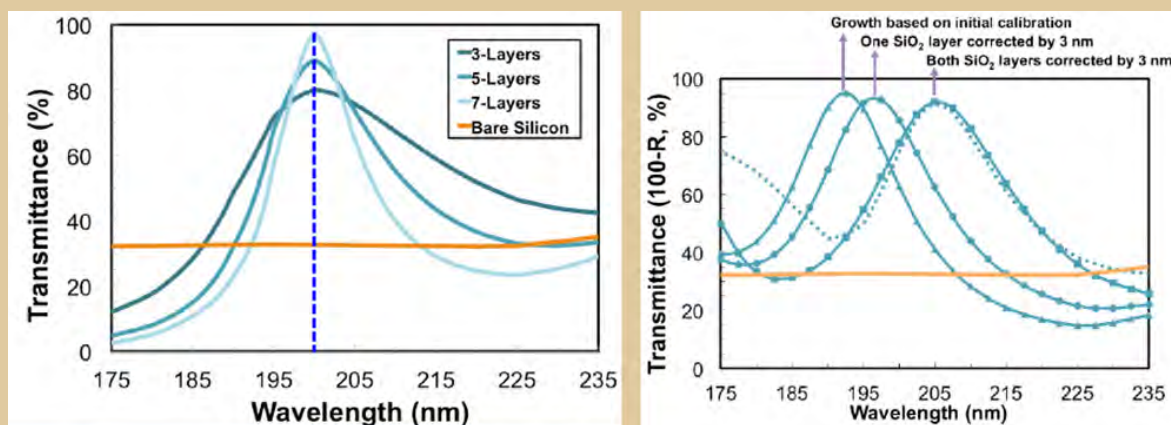 100
80
60
40
20
0
Transmittance (%)
3-Layers
5-Layers
7-Layers
Bare Silicon
175 185 195 205 215 225 235
Wavelength (nm)
Growth based on initial calibration
One SiO₂ layer corrected by 3 nm
Both SiO₂ layers corrected by 3 nm
100
80
60
40
20
0
Transmittance (100-R, %)
175 185 195 205 215 225 235
Wavelength (nm)